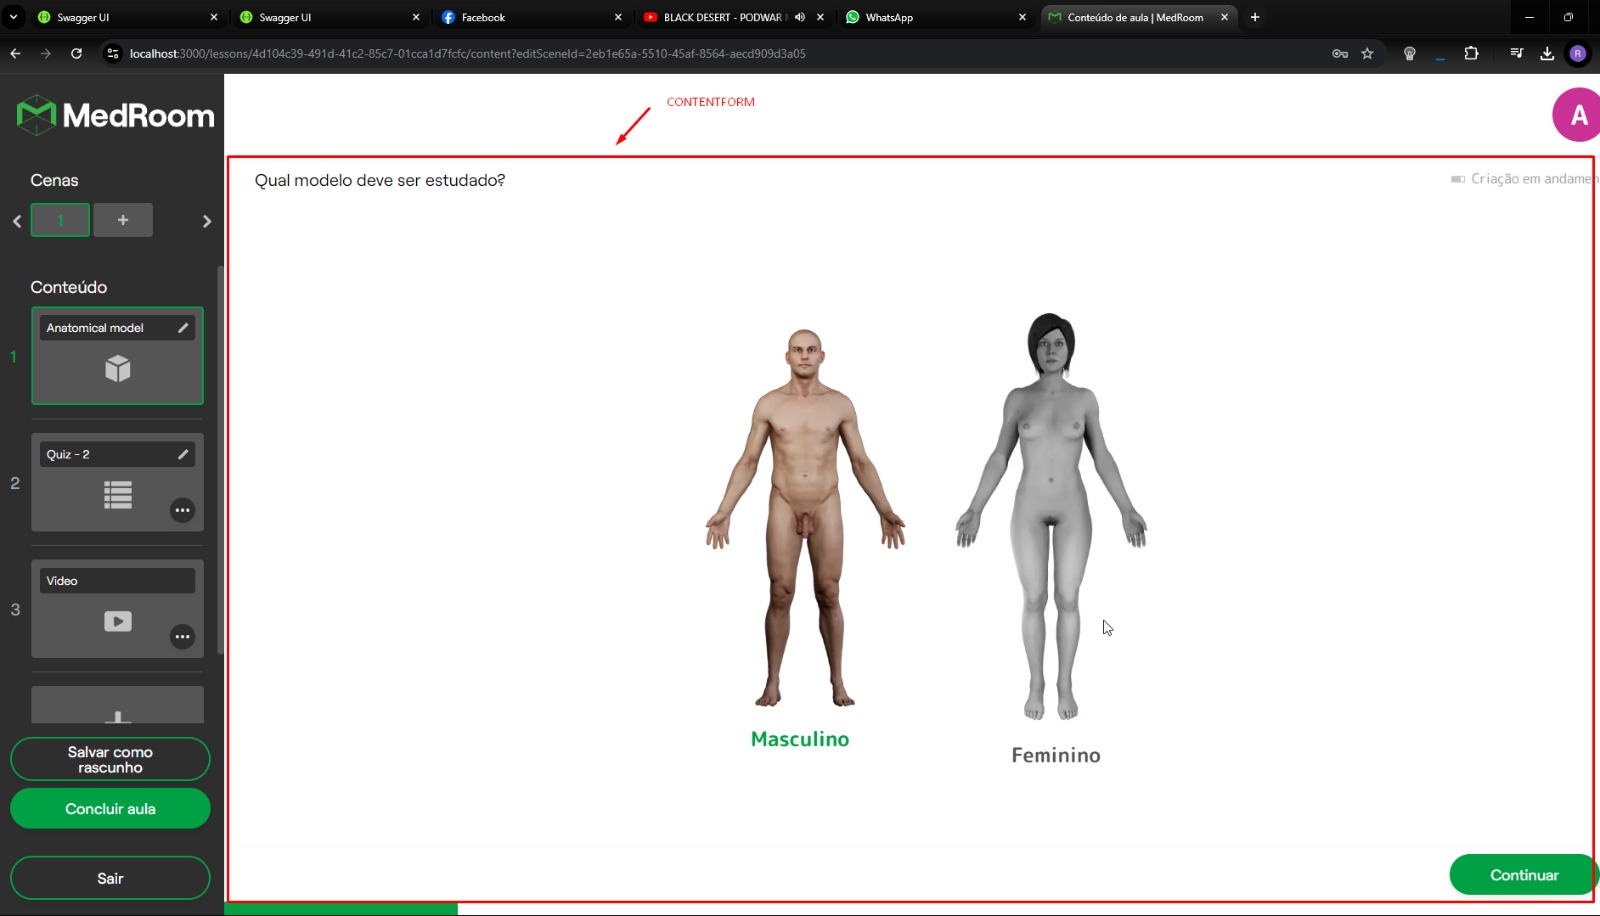 Swagger UI
Swagger UI
Facebook
BLACK DESERT - PODWAR
WhatsApp
Conteúdo de aula | MedRoom
localhost:3000/lessons/4d104c39-491d-41c2-85c7-01cca1d7fcfc/content?editSceneId=2eb1e65a-5510-45af-8564-aecd909d3a05
R
MedRoom
CONTENTFORM
A
Cenas
1
+
Qual modelo deve ser estudado?
Criação em andamen
Conteúdo
1
Anatomical model
2
Quiz - 2
3
Vídeo
Salvar como
rascunho
Concluir aula
Sair
Masculino
Feminino
Continuar